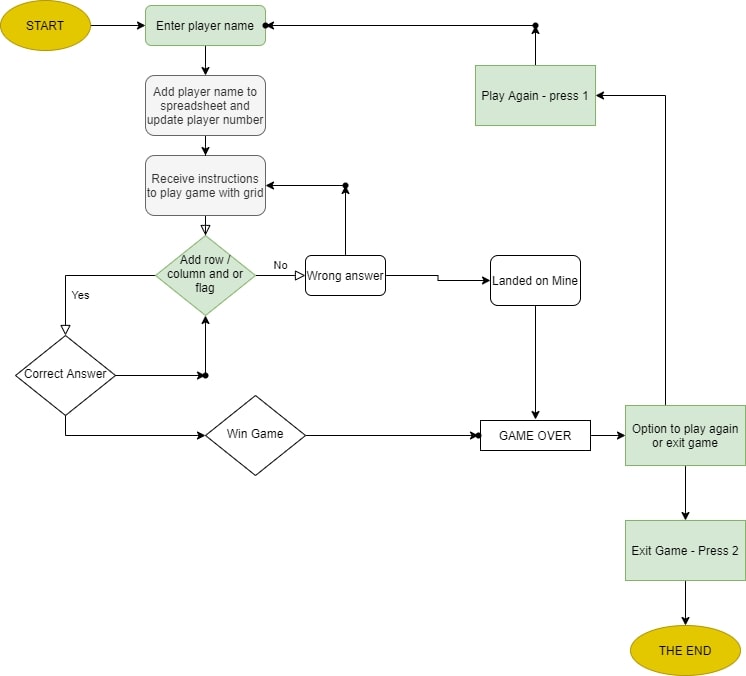 START
Enter player name
Play Again - press 1
Add player name to
spreadsheet and
update player number
Receive instructions
to play game with grid
Add row /
column and or
flag
No
Wrong answer
Landed on Mine
Yes
Correct Answer
Win Game
GAME OVER
Option to play again
or exit game
Exit Game - Press 2
THE END